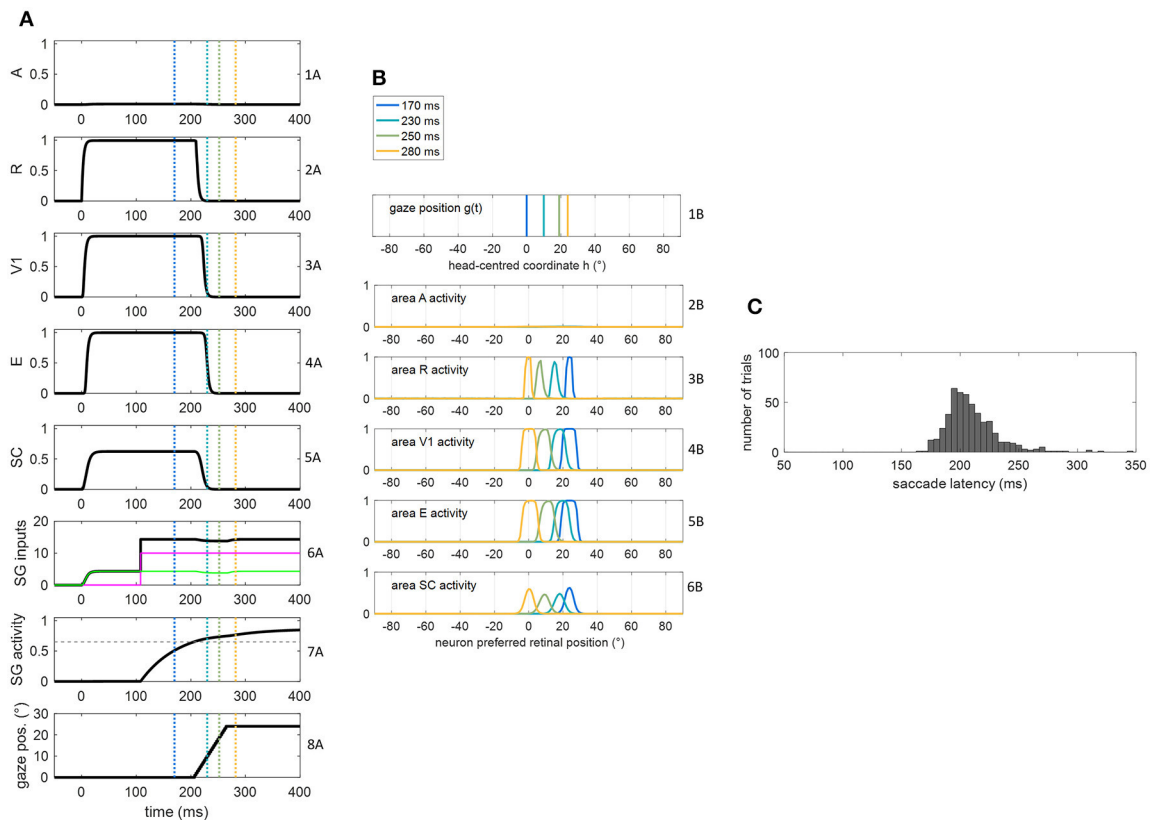 A
A
1
0.5
0
0 100 200 300 400
1A
R
1
0.5
0
0 100 200 300 400
2A
V1
1
0.5
0
0 100 200 300 400
3A
E
1
0.5
0
0 100 200 300 400
4A
SC
1
0.5
0
0 100 200 300 400
5A
SG inputs
20
10
0
0 100 200 300 400
6A
SG activity
1
0.5
0
0 100 200 300 400
7A
gaze pos. (°)
30
20
10
0
0 100 200 300 400
8A
time (ms)
B
170 ms
230 ms
250 ms
280 ms
gaze position g(t)
1B
-80 -60 -40 -20 0 20 40 60 80
head-centred coordinate h (°)
1
0
area A activity
2B
-80 -60 -40 -20 0 20 40 60 80
1
0
area R activity
3B
-80 -60 -40 -20 0 20 40 60 80
1
0
area V1 activity
4B
-80 -60 -40 -20 0 20 40 60 80
1
0
area E activity
5B
-80 -60 -40 -20 0 20 40 60 80
1
0
area SC activity
6B
-80 -60 -40 -20 0 20 40 60 80
neuron preferred retinal position (°)
C
number of trials
100
50
0
50 100 150 200 250 300 350
saccade latency (ms)